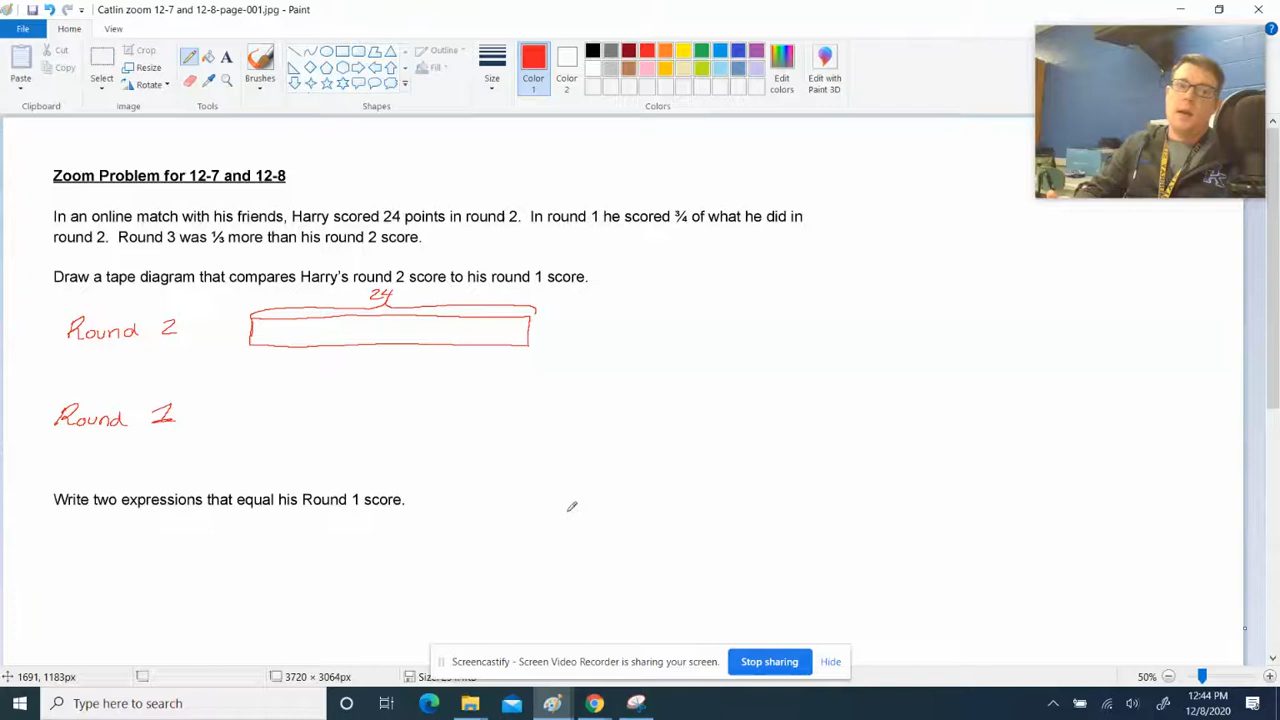 Catlin zoom 12-7 and 12-8-page-001.jpg - Paint
File Home View
Cut
Copy
Paste
Clipboard
Select
Crop
Resize
Rotate
Image
Tools
Brushes
Outline
Fill
Shapes
Size
Color 1
Color 2
Edit colors
Colors
Edit with Paint 3D
Zoom Problem for 12-7 and 12-8
In an online match with his friends, Harry scored 24 points in round 2. In round 1 he scored ¾ of what he did in
round 2. Round 3 was ⅓ more than his round 2 score.
Draw a tape diagram that compares Harry's round 2 score to his round 1 score.
24
Round 2
Round 1
Write two expressions that equal his Round 1 score.
Screencastify - Screen Video Recorder is sharing your screen. Stop sharing Hide
1691, 1183px
3720 × 3064px
50%
Type here to search
12:44 PM
12/8/2020